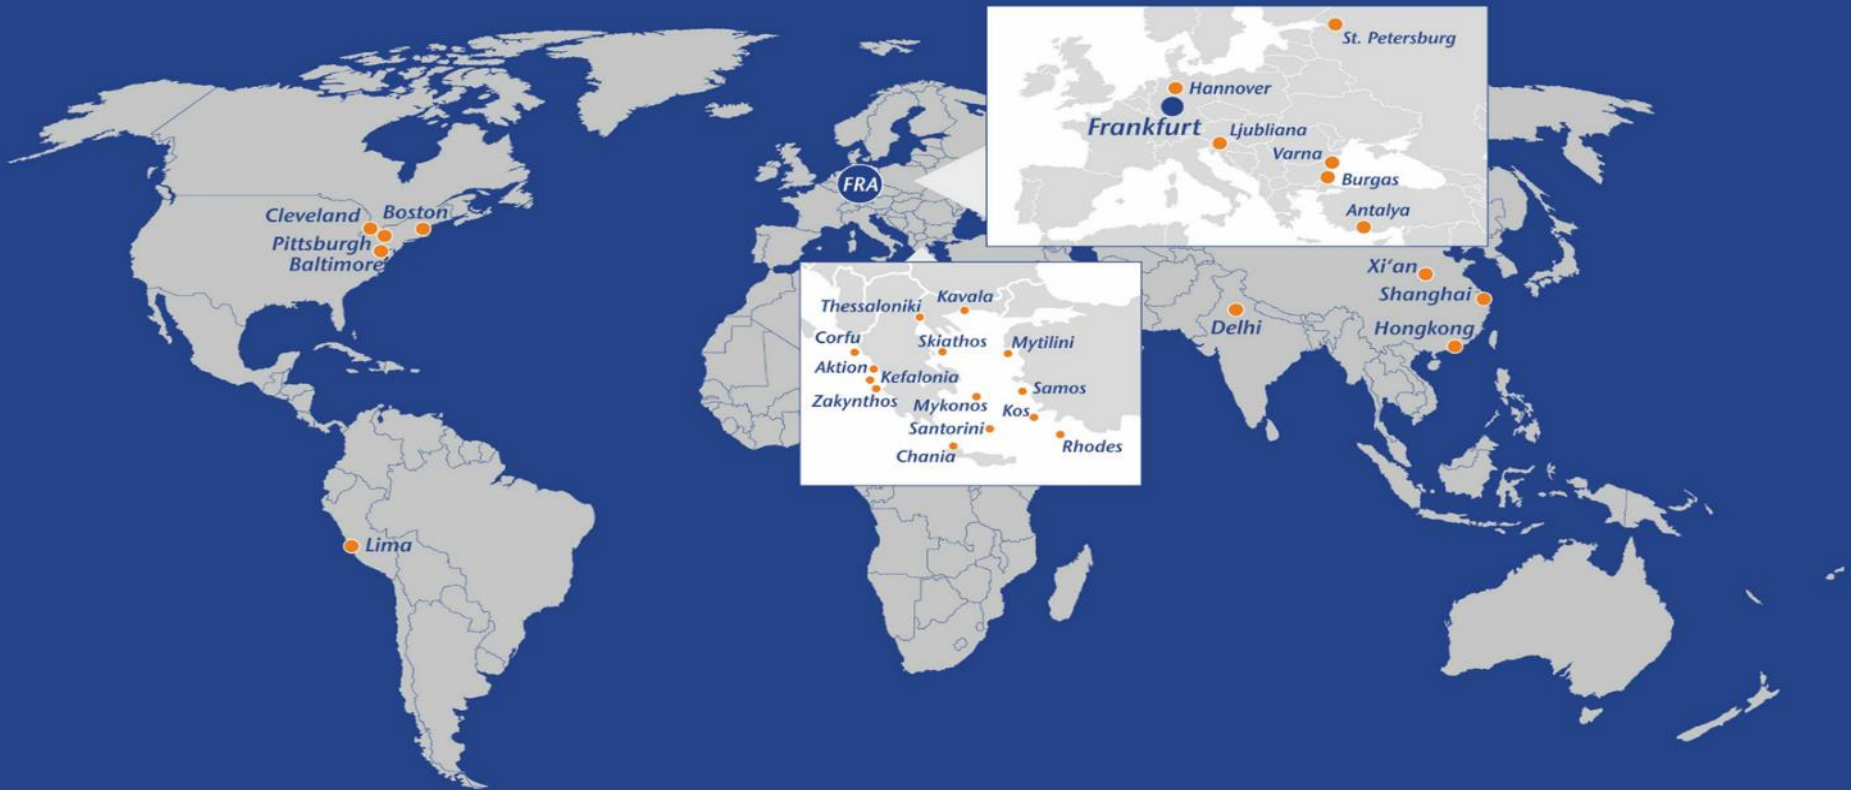 St. Petersburg
Hannover
Frankfurt
Ljubliana
Varna
Burgas
Antalya
FRA
Cleveland
Boston
Pittsburgh
Baltimore
Xi'an
Shanghai
Delhi
Hongkong
Thessaloniki
Kavala
Corfu
Skiathos
Mytilini
Aktion
Kefalonia
Zakynthos
Mykonos
Samos
Kos
Santorini
Rhodes
Chania
Lima